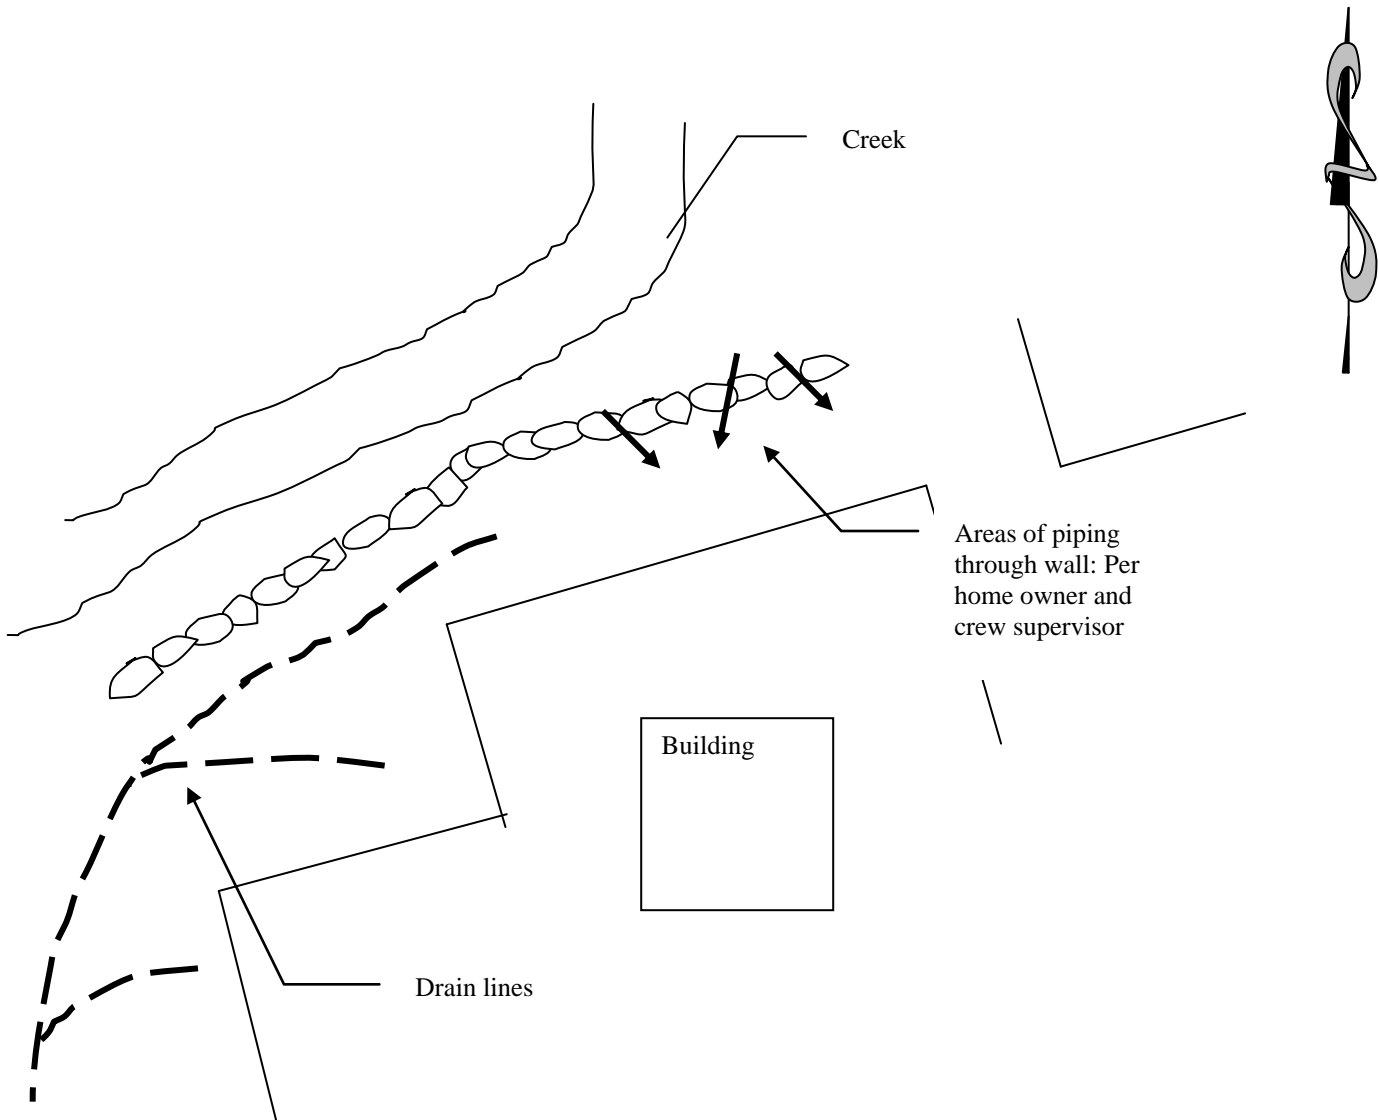 Creek
Areas of piping
through wall: Per
home owner and
crew supervisor
Building
Drain lines